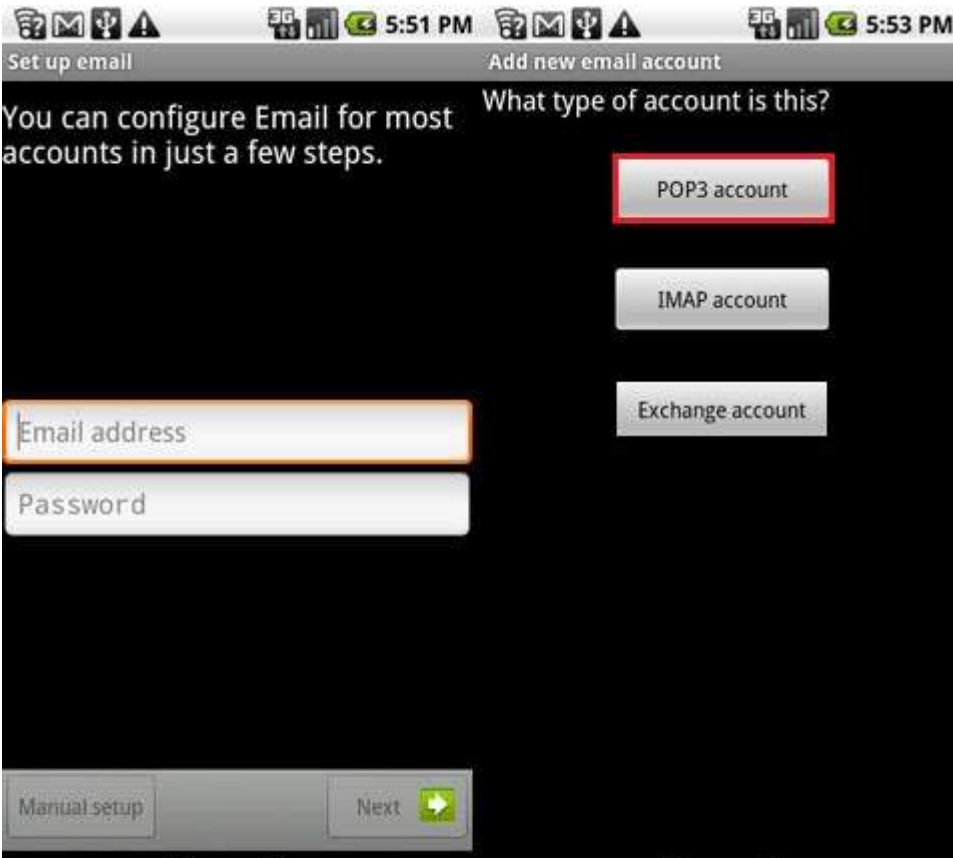 5:51 PM
Set up email
You can configure Email for most
accounts in just a few steps.
Email address
Password
Manual setup
Next
5:53 PM
Add new email account
What type of account is this?
POP3 account
IMAP account
Exchange account